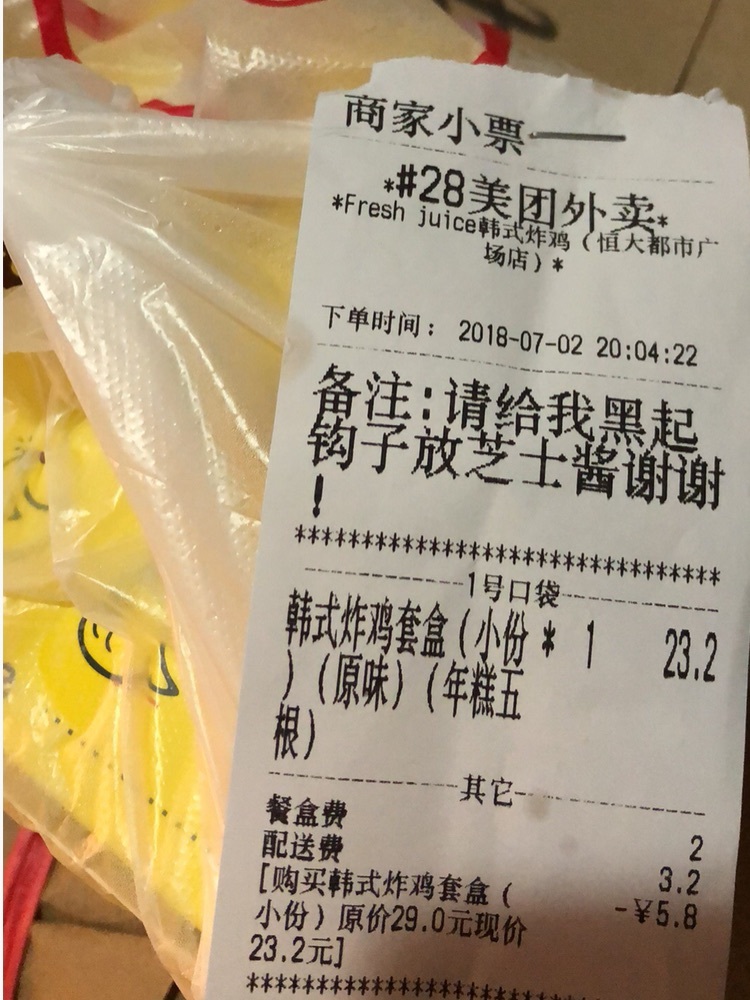 商家小票
*#28美团外卖*
*Fresh juice韩式炸鸡(恒大都市广
场店)*
下单时间: 2018-07-02 20:04:22
备注:请给我黑起
钩子放芝士酱谢谢
!
********************************
1号口袋
韩式炸鸡套盒(小份 * 1 23.2
)(原味)(年糕五
根)
其它
餐盒费 2
配送费 3.2
[购买韩式炸鸡套盒( -¥5.8
小份)原价29.0元现价
23.2元]
********************************